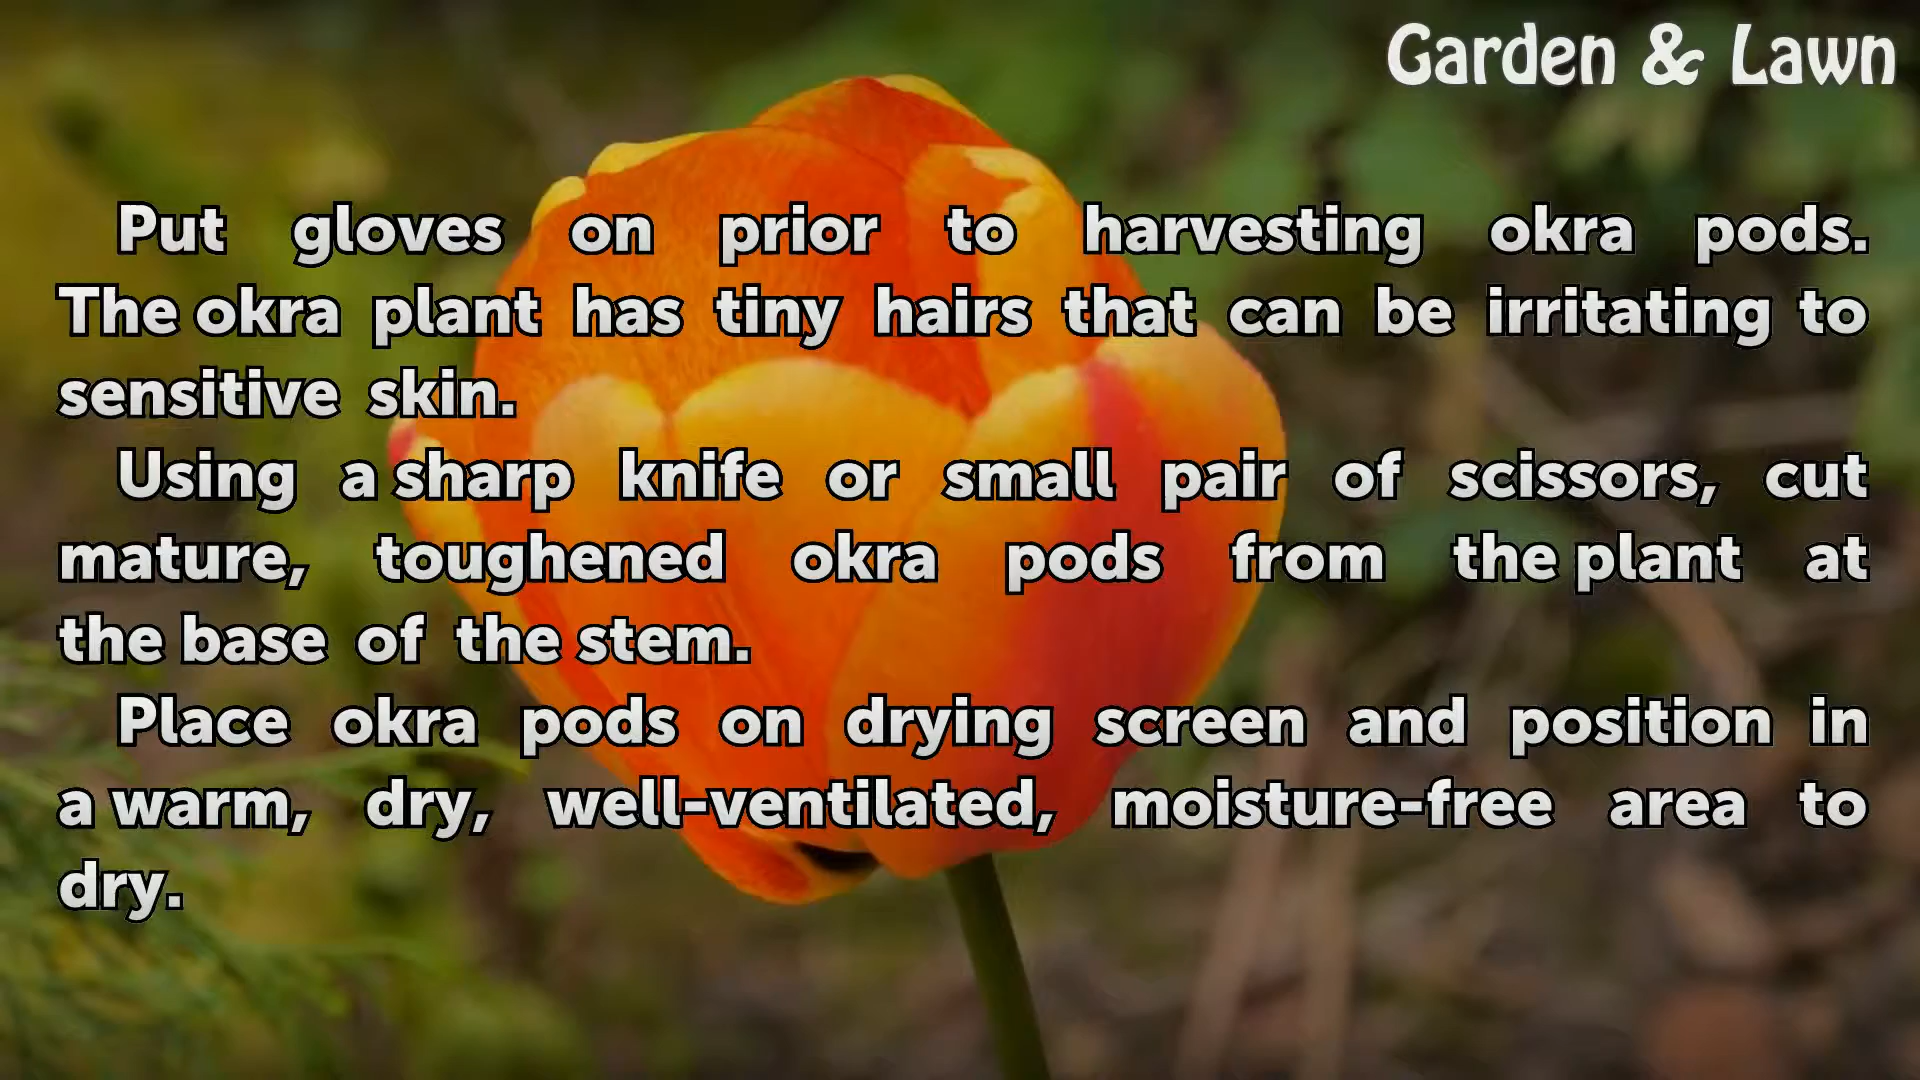 Garden & Lawn
Put gloves on prior to harvesting okra pods.
The okra plant has tiny hairs that can be irritating to
sensitive skin.
Using a sharp knife or small pair of scissors, cut
mature, toughened okra pods from the plant at
the base of the stem.
Place okra pods on drying screen and position in
a warm, dry, well-ventilated, moisture-free area to
dry.